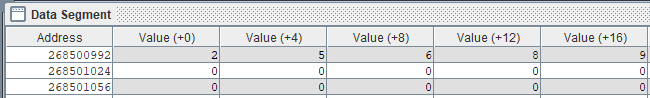 Data Segment
Address Value (+0) Value (+4) Value (+8) Value (+12) Value (+16)
268500992 2 5 6 8 9
268501024 0 0 0 0 0
268501056 0 0 0 0 0